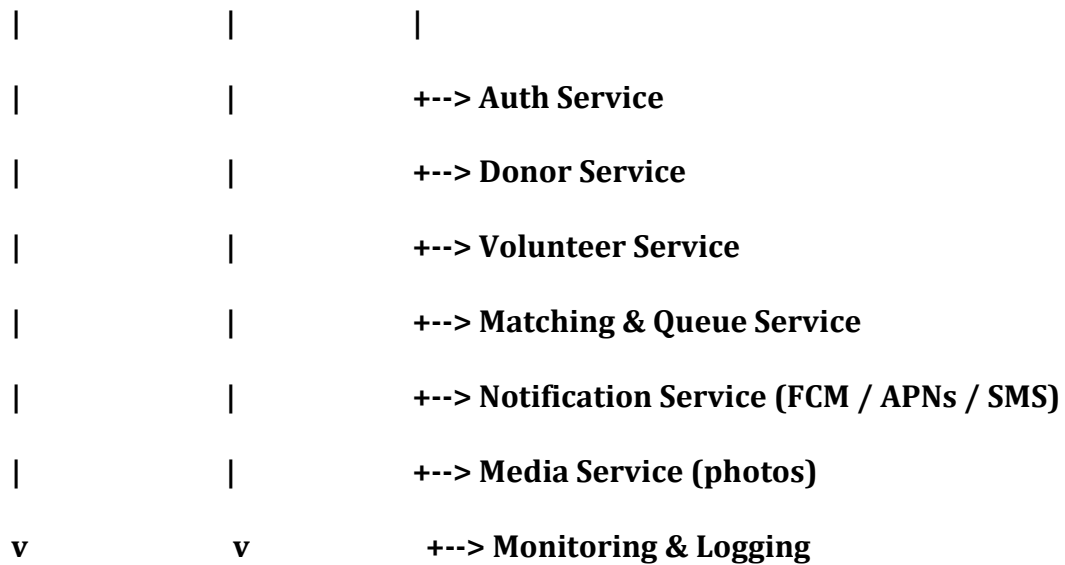 | | |
| | +--> Auth Service
| | +--> Donor Service
| | +--> Volunteer Service
| | +--> Matching & Queue Service
| | +--> Notification Service (FCM / APNs / SMS)
| | +--> Media Service (photos)
v v +--> Monitoring & Logging